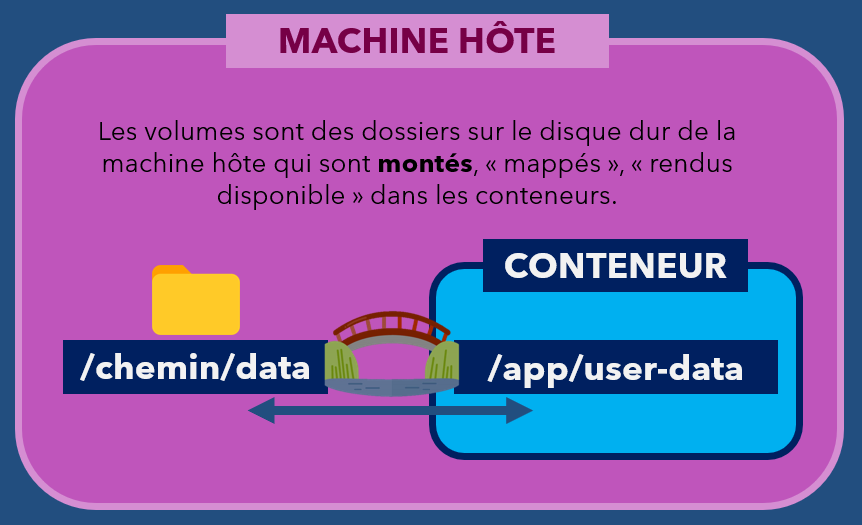 MACHINE HÔTE
Les volumes sont des dossiers sur le disque dur de la
machine hôte qui sont montés, « mappés », « rendus
disponible » dans les conteneurs.
CONTENEUR
/chemin/data
/app/user-data